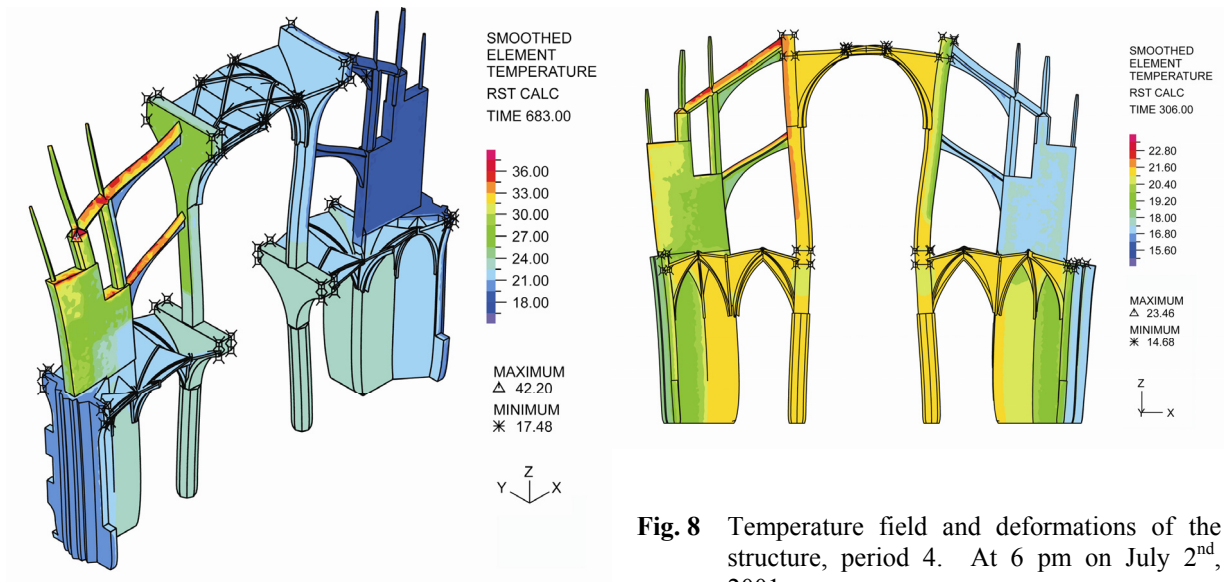 SMOOTHED
ELEMENT
TEMPERATURE
RST CALC
TIME 683.00
36.00
33.00
30.00
27.00
24.00
21.00
18.00
MAXIMUM
△ 42.20
MINIMUM
✳ 17.48
Z
Y X
SMOOTHED
ELEMENT
TEMPERATURE
RST CALC
TIME 306.00
22.80
21.60
20.40
19.20
18.00
16.80
15.60
MAXIMUM
△ 23.46
MINIMUM
✳ 14.68
Z
Y X
Fig. 8 Temperature field and deformations of the
structure, period 4. At 6 pm on July 2nd,